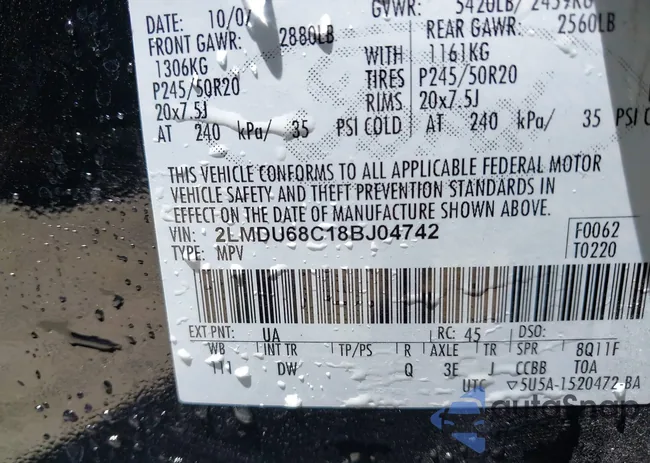 DATE: 10/0
GVWR: 5420LB/ 2459KG
FRONT GAWR: 2880LB
REAR GAWR: 2560LB
1306KG WITH 1161KG
P245/50R20 TIRES P245/50R20
20x7.5J RIMS 20x7.5J
AT 240 kPa/ 35 PSI COLD AT 240 kPa/ 35 PSI CO
THIS VEHICLE CONFORMS TO ALL APPLICABLE FEDERAL MOTOR
VEHICLE SAFETY AND THEFT PREVENTION STANDARDS IN
EFFECT ON THE DATE OF MANUFACTURE SHOWN ABOVE.
VIN: 2LMDU68C18BJ04742 F0062
TYPE: MPV T0220
EXT PNT: UA RC: 45 DSO:
WB INT TR TP/PS R AXLE TR SPR 8Q11F
111 DW Q 3E J CCBB TOA
UTC ▽5U5A-1520472-BA
autoSnap